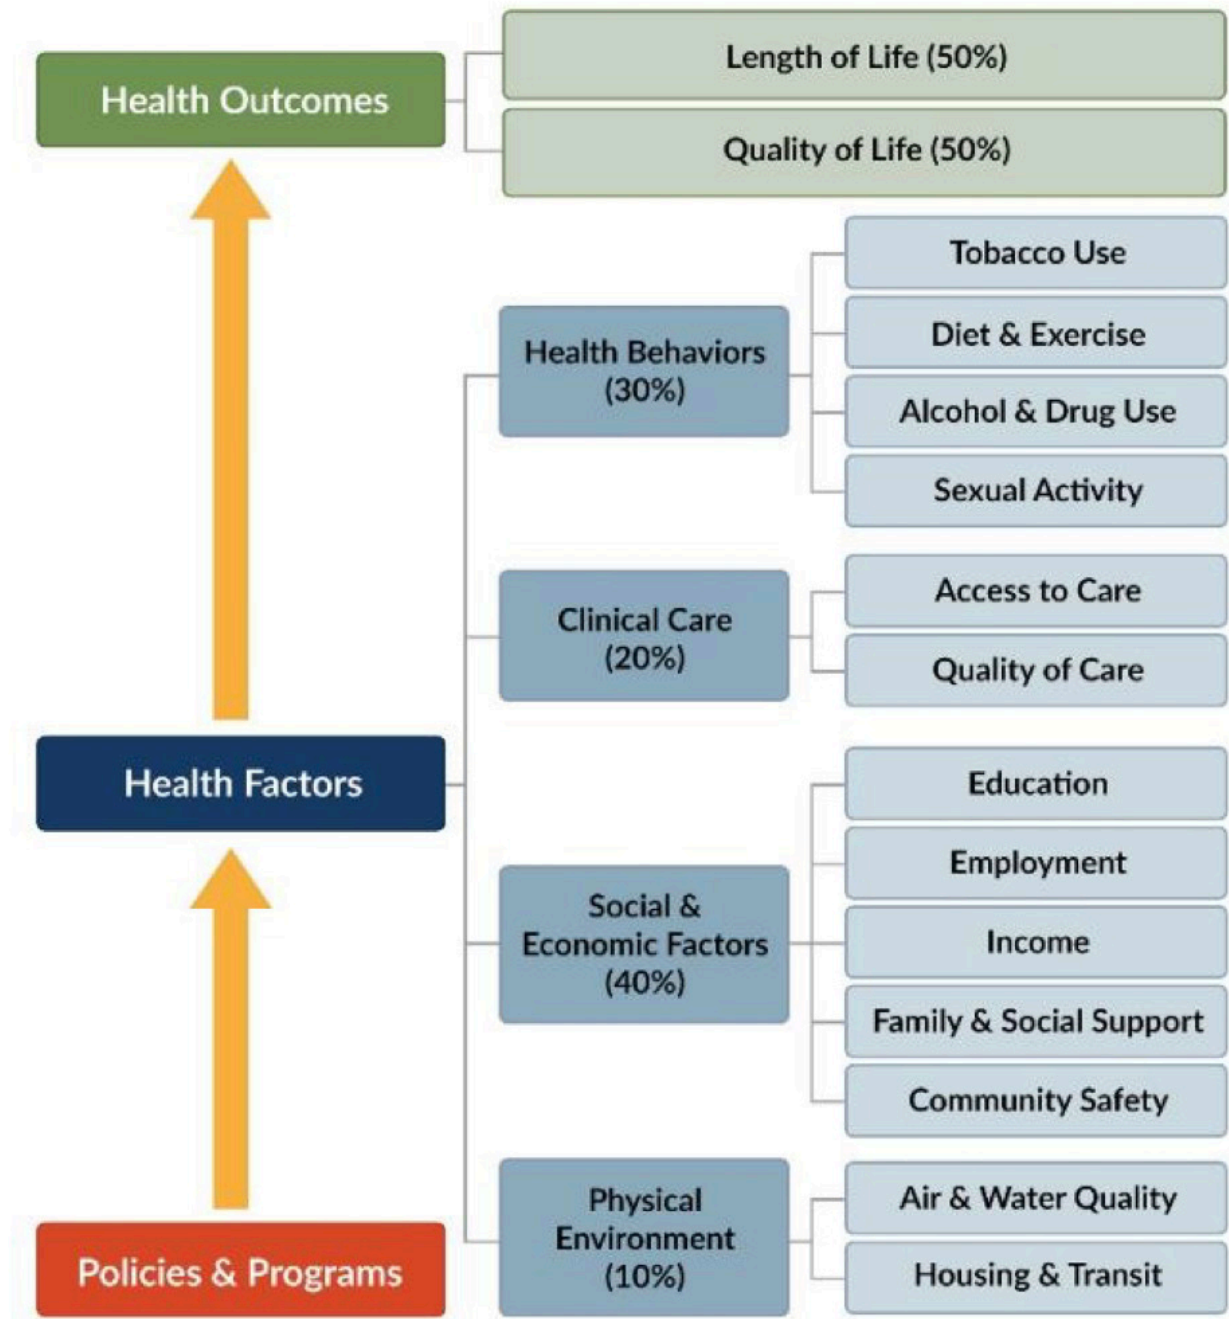 Health Outcomes
Length of Life (50%)
Quality of Life (50%)
Health Factors
Health Behaviors
(30%)
Tobacco Use
Diet & Exercise
Alcohol & Drug Use
Sexual Activity
Clinical Care
(20%)
Access to Care
Quality of Care
Social &
Economic Factors
(40%)
Education
Employment
Income
Family & Social Support
Community Safety
Physical
Environment
(10%)
Air & Water Quality
Housing & Transit
Policies & Programs